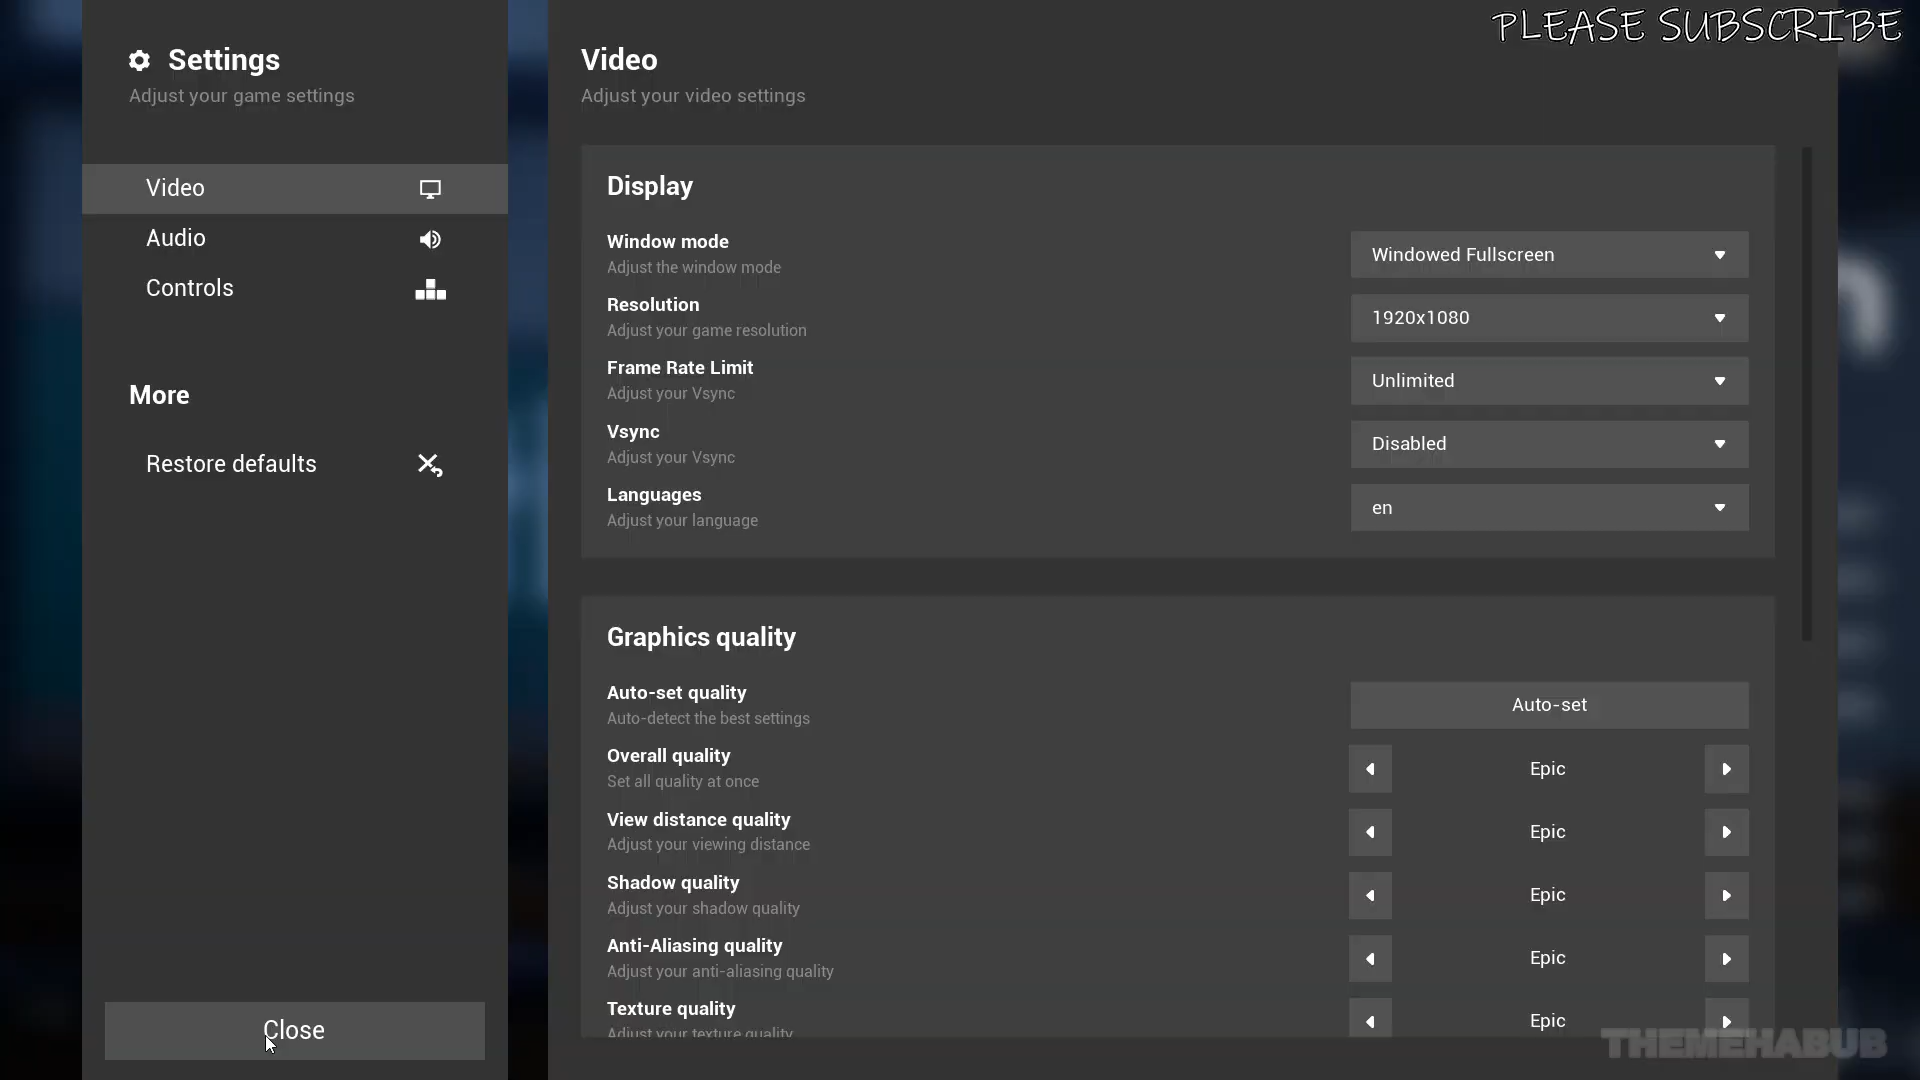 PLEASE SUBSCRIBE
Settings
Adjust your game settings
Video
Audio
Controls
More
Restore defaults
Close
Video
Adjust your video settings
Display
Window mode
Adjust the window mode
Windowed Fullscreen
Resolution
Adjust your game resolution
1920x1080
Frame Rate Limit
Adjust your Vsync
Unlimited
Vsync
Adjust your Vsync
Disabled
Languages
Adjust your language
en
Graphics quality
Auto-set quality
Auto-detect the best settings
Auto-set
Overall quality
Set all quality at once
Epic
View distance quality
Adjust your viewing distance
Epic
Shadow quality
Adjust your shadow quality
Epic
Anti-Aliasing quality
Adjust your anti-aliasing quality
Epic
Texture quality
Adjust your texture quality
Epic
THEMEHABUB